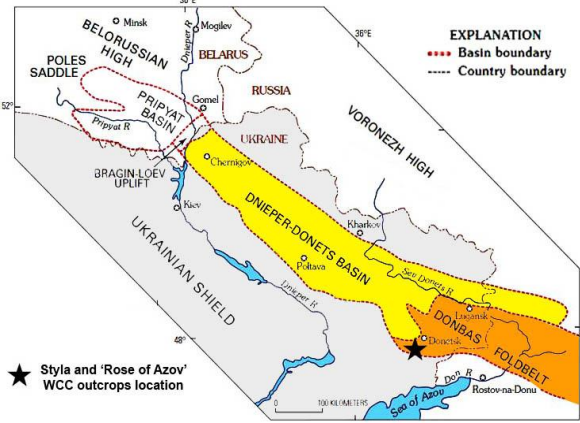 36°E
Minsk
Mogilev
Dnieper R
BELORUSSIAN
HIGH
BELARUS
POLES
SADDLE
RUSSIA
36°E
EXPLANATION
Basin boundary
Country boundary
52°
Gomel
PRIPYAT
BASIN
Pripyat R
UKRAINE
VORONEZH HIGH
BRAGIN-LOEV
UPLIFT
Chernigov
Kiev
DNIEPER-DONETS BASIN
Kharkov
Poltava
Sev Donets R
UKRAINIAN SHIELD
Dnieper R
Lugansk
DONBAS
FOLDBELT
Donetsk
48°
Styla and 'Rose of Azov'
WCC outcrops location
Don R
Rostov-na-Donu
Sea of Azov
0
100 KILOMETERS